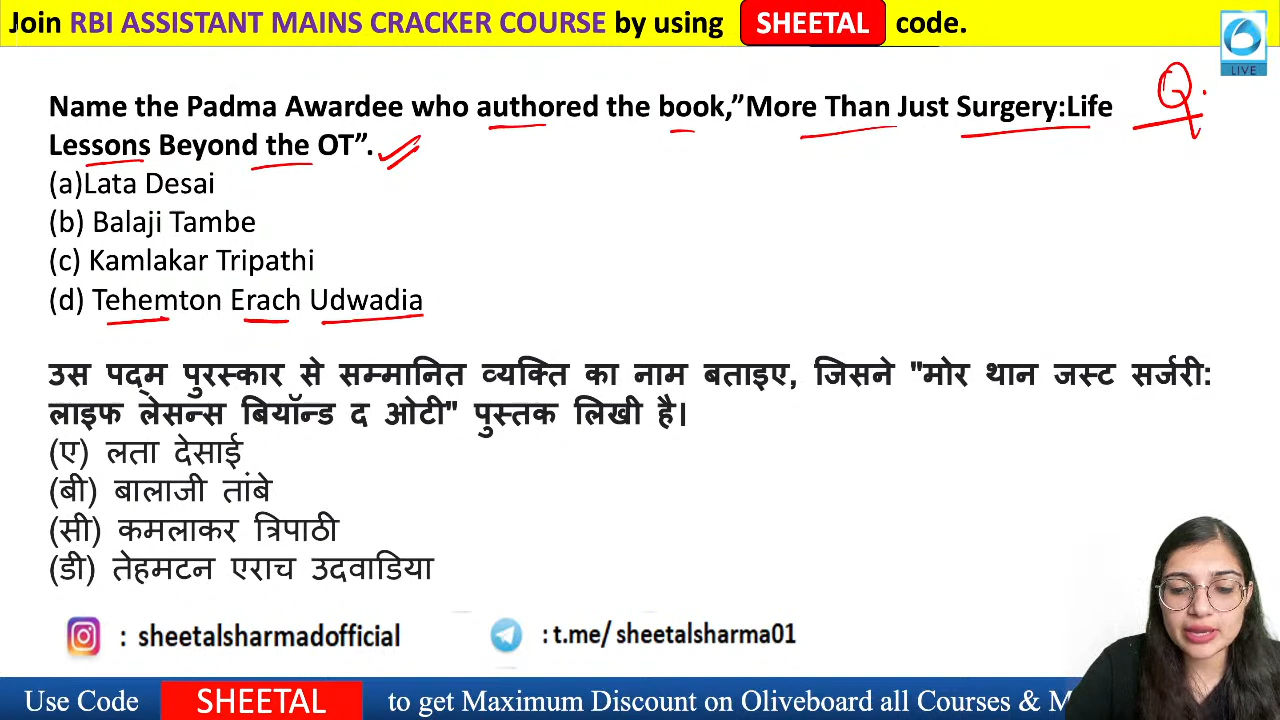 Join RBI ASSISTANT MAINS CRACKER COURSE by using SHEETAL code.
LIVE
Q.
Name the Padma Awardee who authored the book,”More Than Just Surgery:Life
Lessons Beyond the OT”.
(a)Lata Desai
(b) Balaji Tambe
(c) Kamlakar Tripathi
(d) Tehemton Erach Udwadia
उस पद्म पुरस्कार से सम्मानित व्यक्ति का नाम बताइए, जिसने "मोर थान जस्ट सर्जरी:
लाइफ लेसन्स बियॉन्ड द ओटी" पुस्तक लिखी है।
(ए) लता देसाई
(बी) बालाजी तांबे
(सी) कमलाकर त्रिपाठी
(डी) तेहमटन एराच उदवाडिया
: sheetalsharmadofficial : t.me/ sheetalsharma01
Use Code SHEETAL to get Maximum Discount on Oliveboard all Courses & M